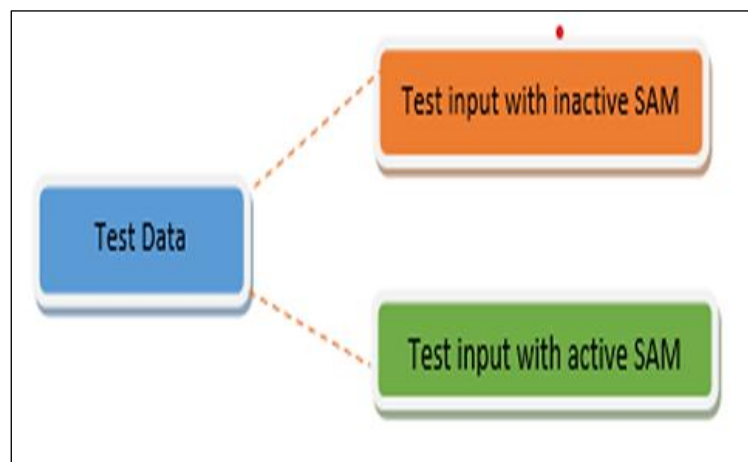 Test input with inactive SAM
Test Data
Test input with active SAM